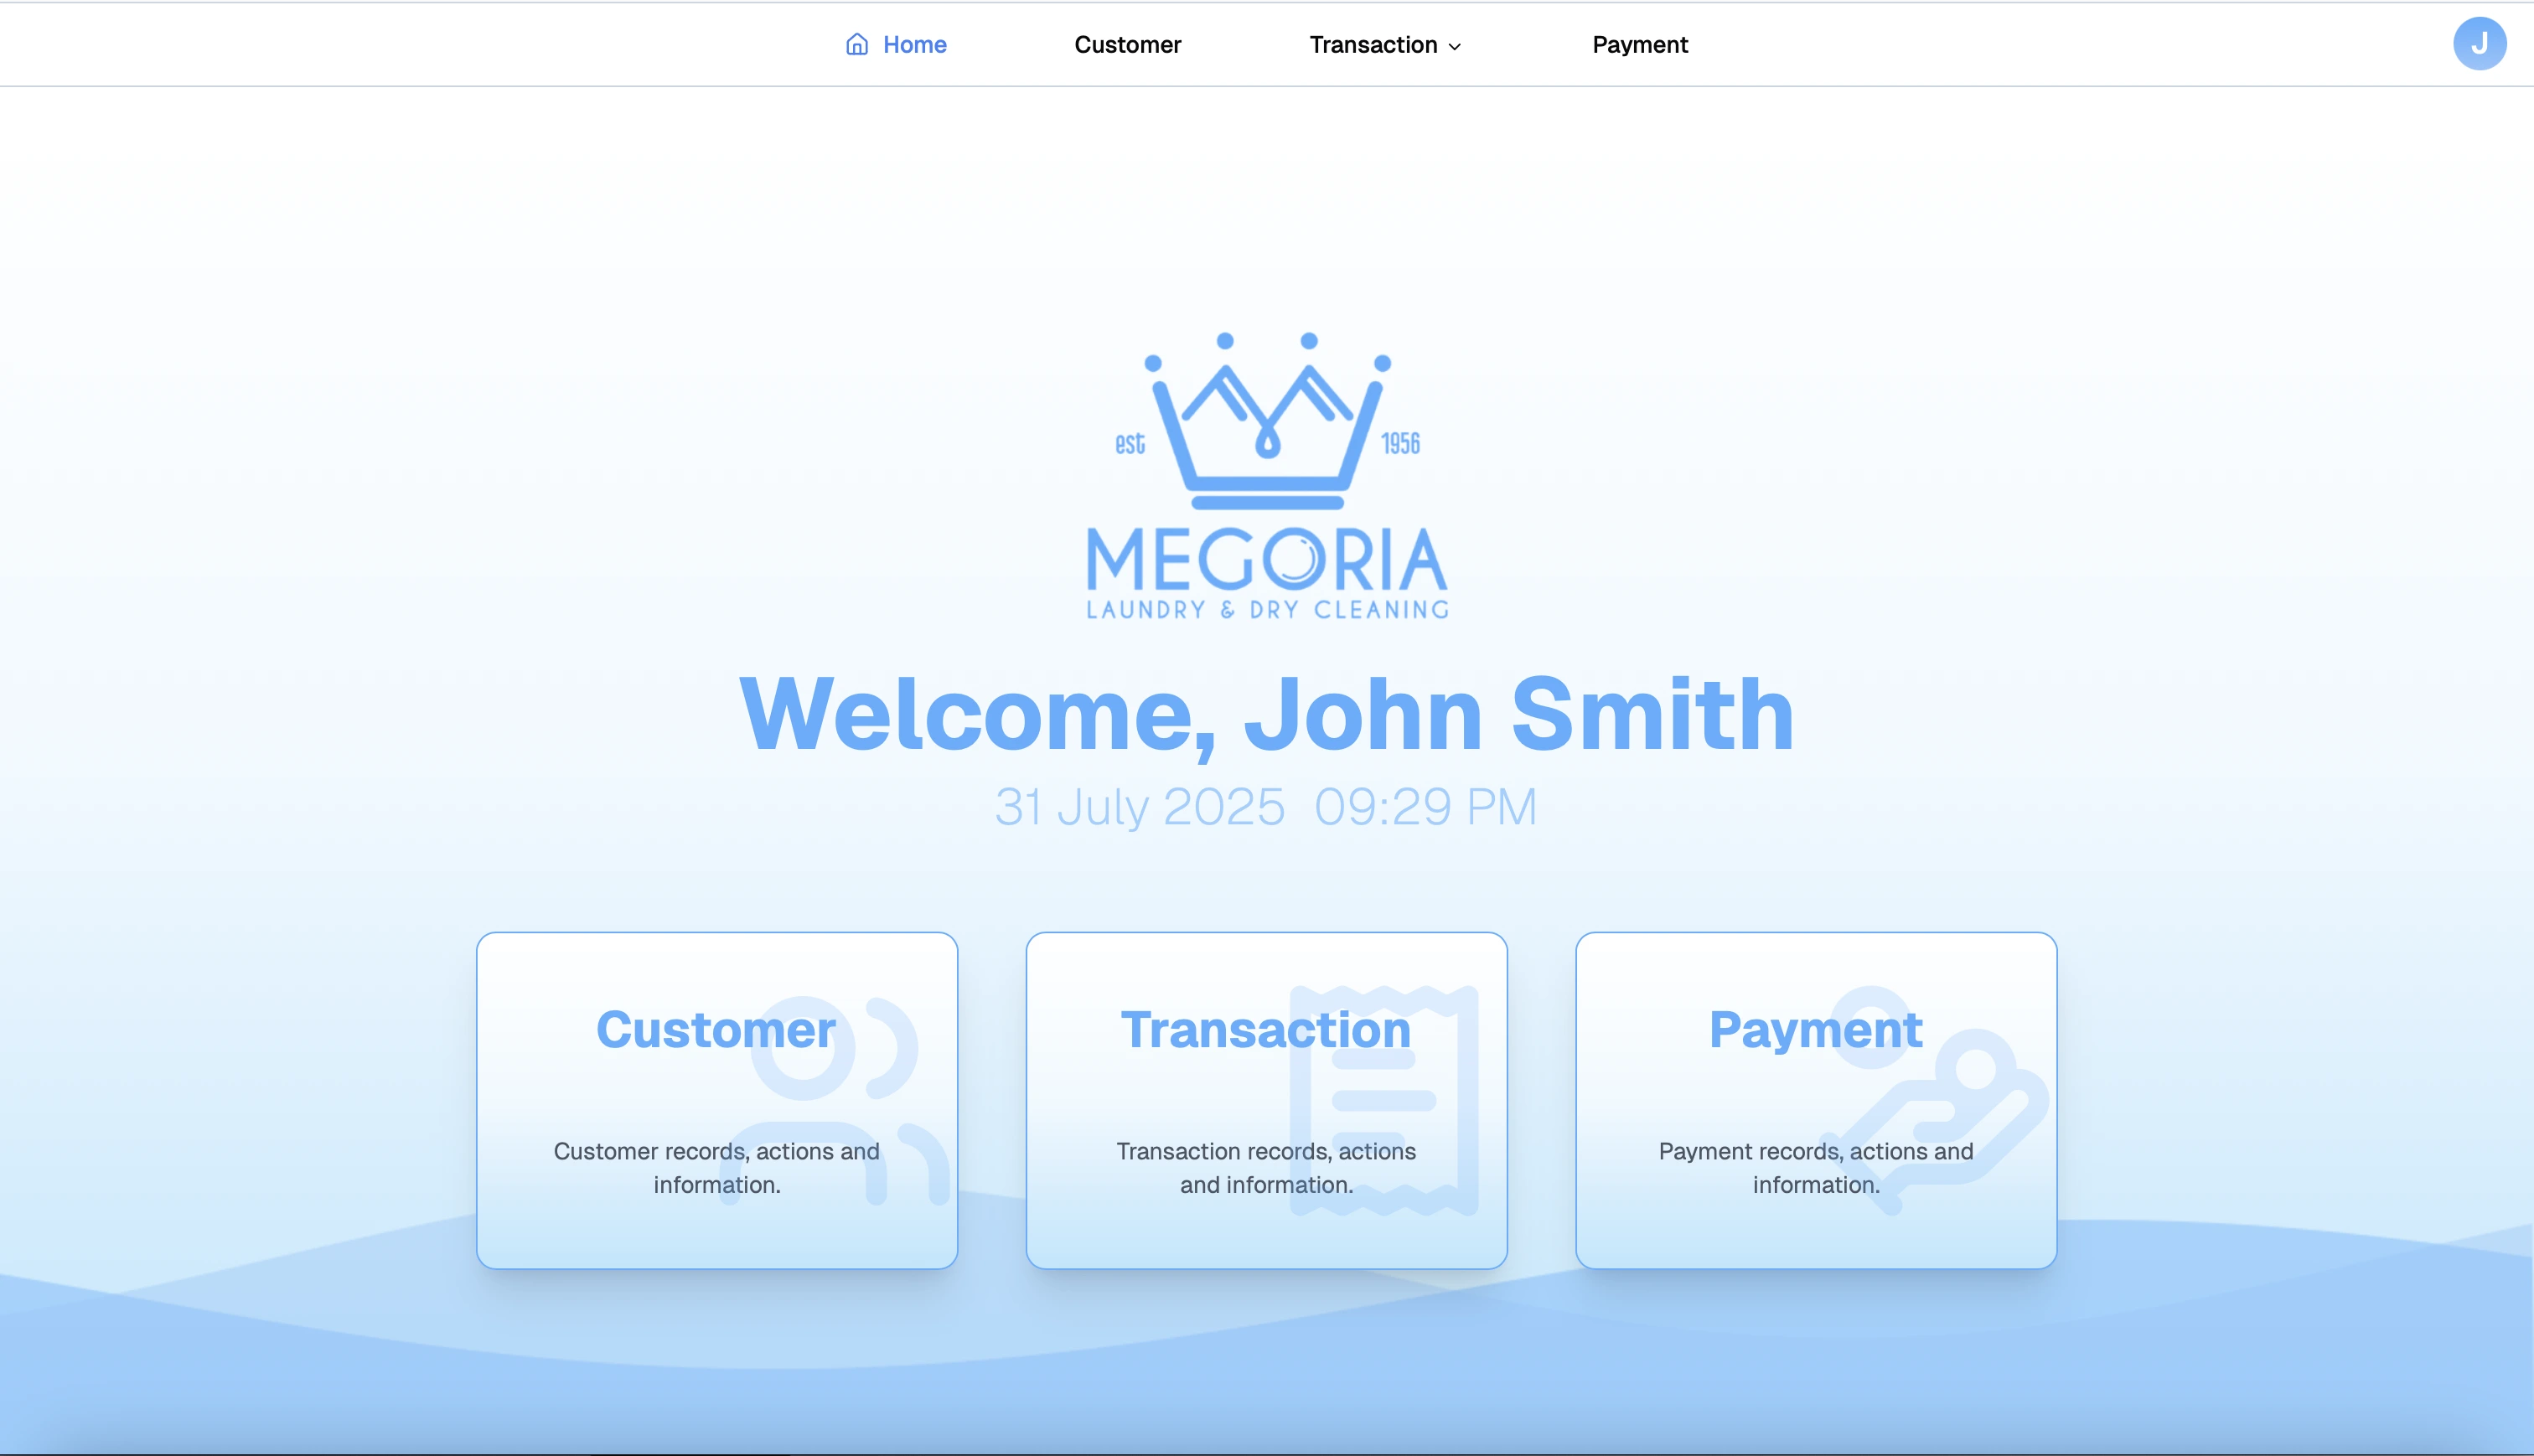 Home Customer Transaction Payment J
est 1956
MEGORIA
LAUNDRY & DRY CLEANING
Welcome, John Smith
31 July 2025 09:29 PM
Customer
Customer records, actions and
information.
Transaction
Transaction records, actions
and information.
Payment
Payment records, actions and
information.